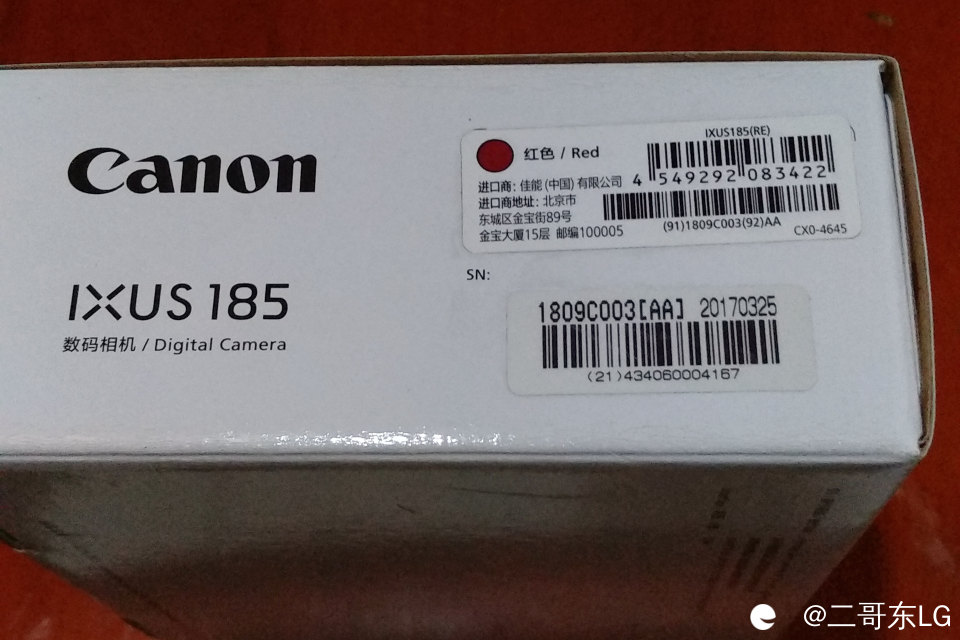 Canon
IXUS 185
数码相机 / Digital Camera
红色 / Red
进口商: 佳能 (中国) 有限公司
进口商地址: 北京市
东城区金宝街89号
金宝大厦15层 邮编100005
IXUS185(RE)
4 549292 083422
(91)1809C003(92)AA
CX0-4645
SN:
1809C003[AA] 20170325
(21)434060004167
@二哥东LG